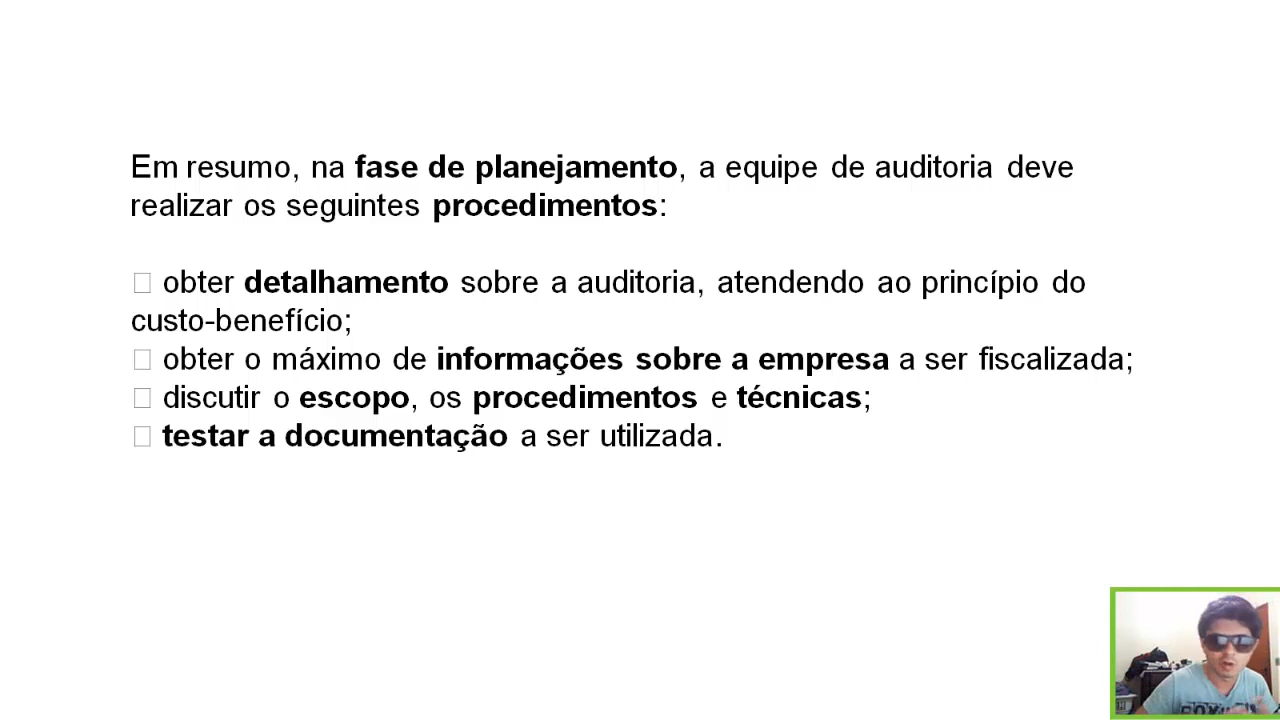 Em resumo, na fase de planejamento, a equipe de auditoria deve
realizar os seguintes procedimentos:
obter detalhamento sobre a auditoria, atendendo ao princípio do
custo-benefício;
obter o máximo de informações sobre a empresa a ser fiscalizada;
discutir o escopo, os procedimentos e técnicas;
testar a documentação a ser utilizada.